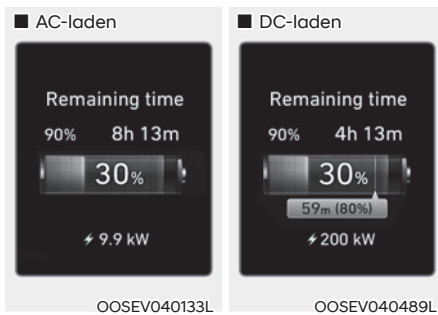 ■ AC-laden
Remaining time
90% 8h 13m
30%
⚡ 9.9 kW
OOSEV040133L
■ DC-laden
Remaining time
90% 4h 13m
30%
59m (80%)
⚡ 200 kW
OOSEV040489L